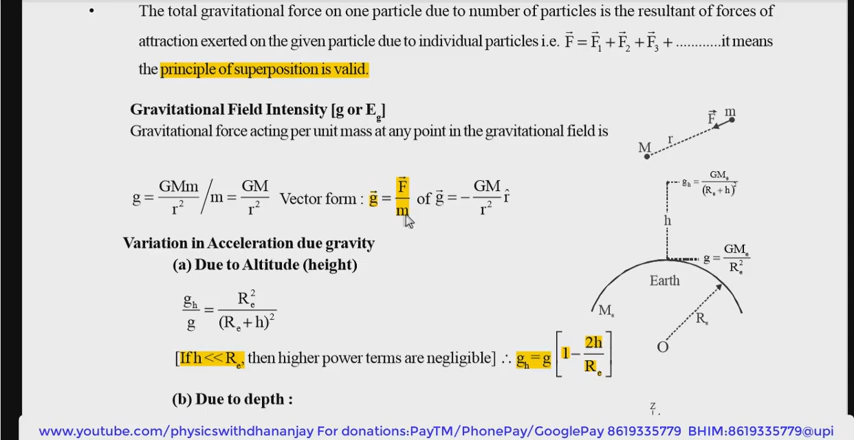 • The total gravitational force on one particle due to number of particles is the resultant of forces of
attraction exerted on the given particle due to individual particles i.e. F⃗ = F⃗₁ + F⃗₂ + F⃗₃ + ............it means
the principle of superposition is valid.
Gravitational Field Intensity [g or E_g]
Gravitational force acting per unit mass at any point in the gravitational field is
F⃗ m
M r
g = GMm/r² / m = GM/r² Vector form : g⃗ = F⃗/m of g⃗ = −GM/r² r̂
g_h = GM_e/(R_e+h)²
h
Variation in Acceleration due gravity
g = GM_e/R_e²
(a) Due to Altitude (height)
Earth
g_h/g = R_e²/(R_e+h)²
M_e
R_e
O
[If h << R_e, then higher power terms are negligible] ∴ g_h = g [1 − 2h/R_e]
(b) Due to depth :
www.youtube.com/physicswithdhananjay For donations:PayTM/PhonePay/GooglePay 8619335779 BHIM:8619335779@upi